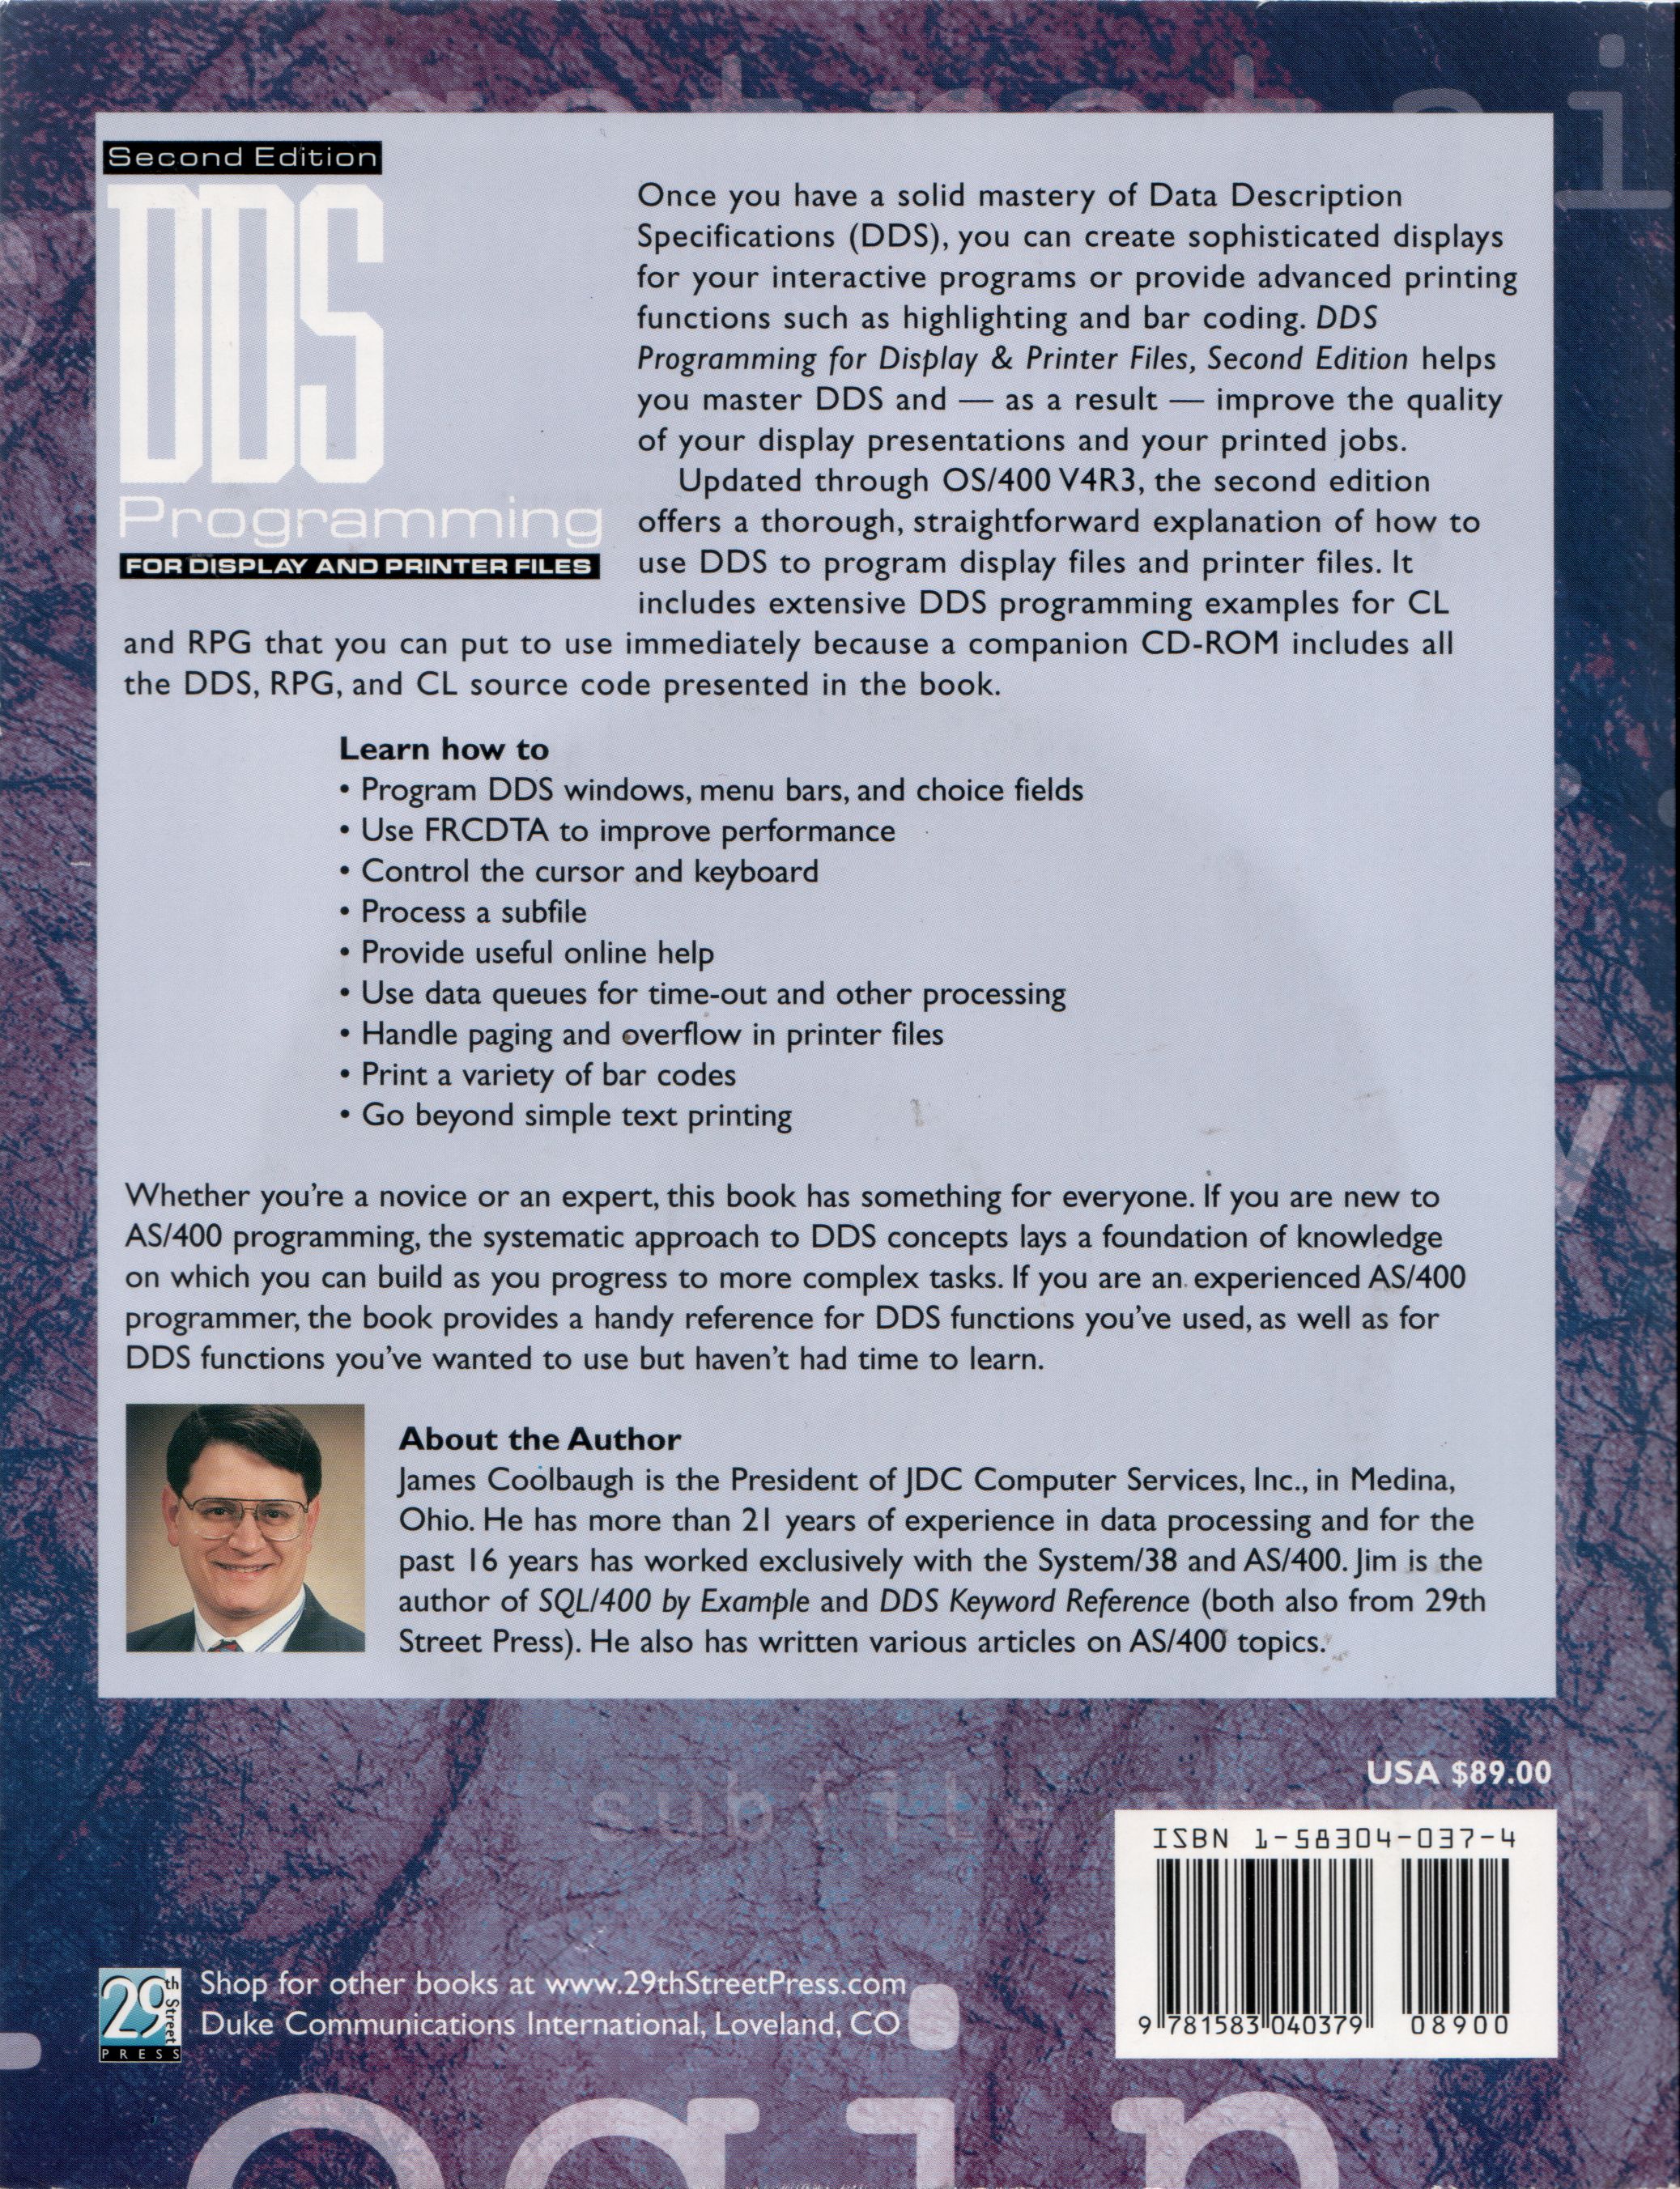 Second Edition
DDS
Programming
FOR DISPLAY AND PRINTER FILES
Once you have a solid mastery of Data Description
Specifications (DDS), you can create sophisticated displays
for your interactive programs or provide advanced printing
functions such as highlighting and bar coding. DDS
Programming for Display & Printer Files, Second Edition helps
you master DDS and — as a result — improve the quality
of your display presentations and your printed jobs.
Updated through OS/400 V4R3, the second edition
offers a thorough, straightforward explanation of how to
use DDS to program display files and printer files. It
includes extensive DDS programming examples for CL
and RPG that you can put to use immediately because a companion CD-ROM includes all
the DDS, RPG, and CL source code presented in the book.
Learn how to
• Program DDS windows, menu bars, and choice fields
• Use FRCDTA to improve performance
• Control the cursor and keyboard
• Process a subfile
• Provide useful online help
• Use data queues for time-out and other processing
• Handle paging and overflow in printer files
• Print a variety of bar codes
• Go beyond simple text printing
Whether you're a novice or an expert, this book has something for everyone. If you are new to
AS/400 programming, the systematic approach to DDS concepts lays a foundation of knowledge
on which you can build as you progress to more complex tasks. If you are an experienced AS/400
programmer, the book provides a handy reference for DDS functions you've used, as well as for
DDS functions you've wanted to use but haven't had time to learn.
About the Author
James Coolbaugh is the President of JDC Computer Services, Inc., in Medina,
Ohio. He has more than 21 years of experience in data processing and for the
past 16 years has worked exclusively with the System/38 and AS/400. Jim is the
author of SQL/400 by Example and DDS Keyword Reference (both also from 29th
Street Press). He also has written various articles on AS/400 topics.
subfile
USA $89.00
ISBN 1-58304-037-4
9 781583 040379 08900
29th Street
PRESS
Shop for other books at www.29thStreetPress.com
Duke Communications International, Loveland, CO